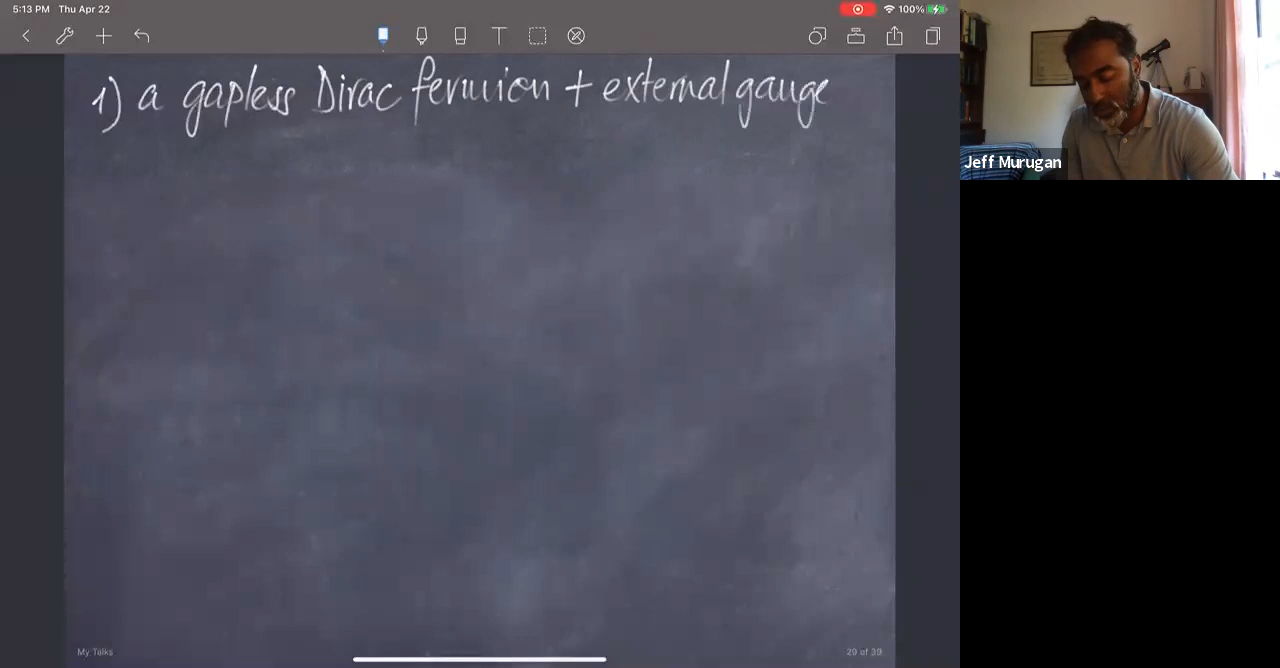 5:13 PM Thu Apr 22
100%
1) a gapless Dirac fermion + external gauge
Jeff Murugan
My Talks
29 of 39